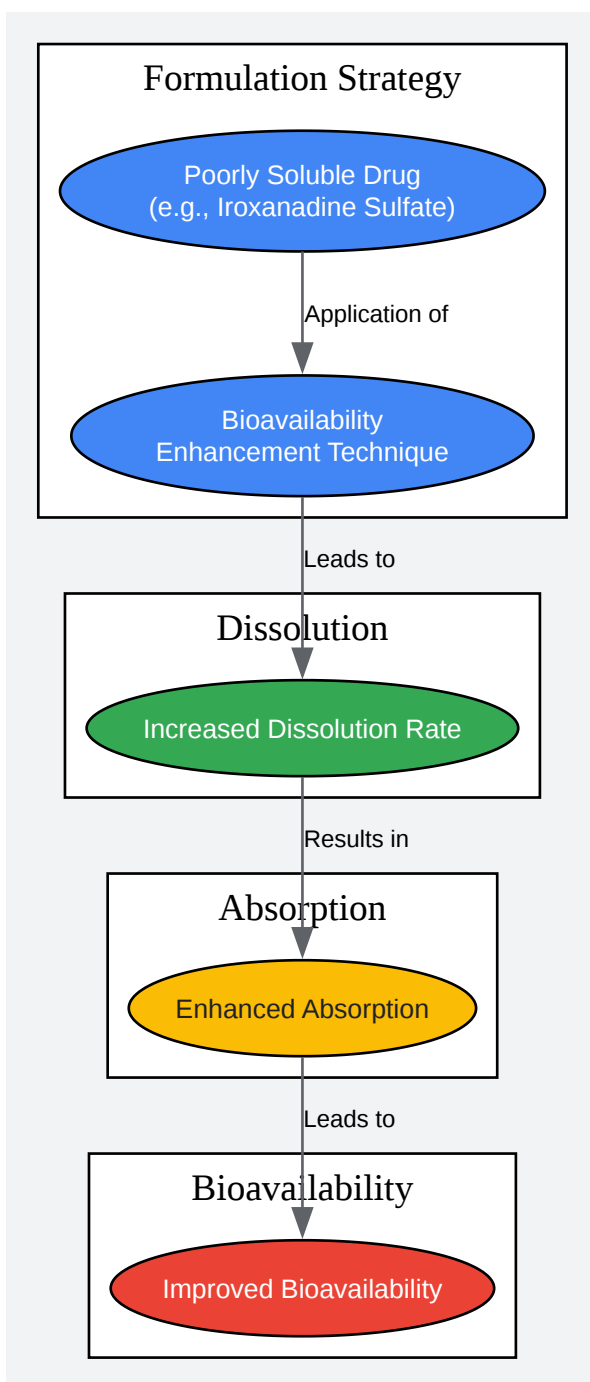 Formulation Strategy
Poorly Soluble Drug
(e.g., Iroxanadine Sulfate)
Application of
Bioavailability
Enhancement Technique
Leads to
Dissolution
Increased Dissolution Rate
Results in
Absorption
Enhanced Absorption
Leads to
Bioavailability
Improved Bioavailability